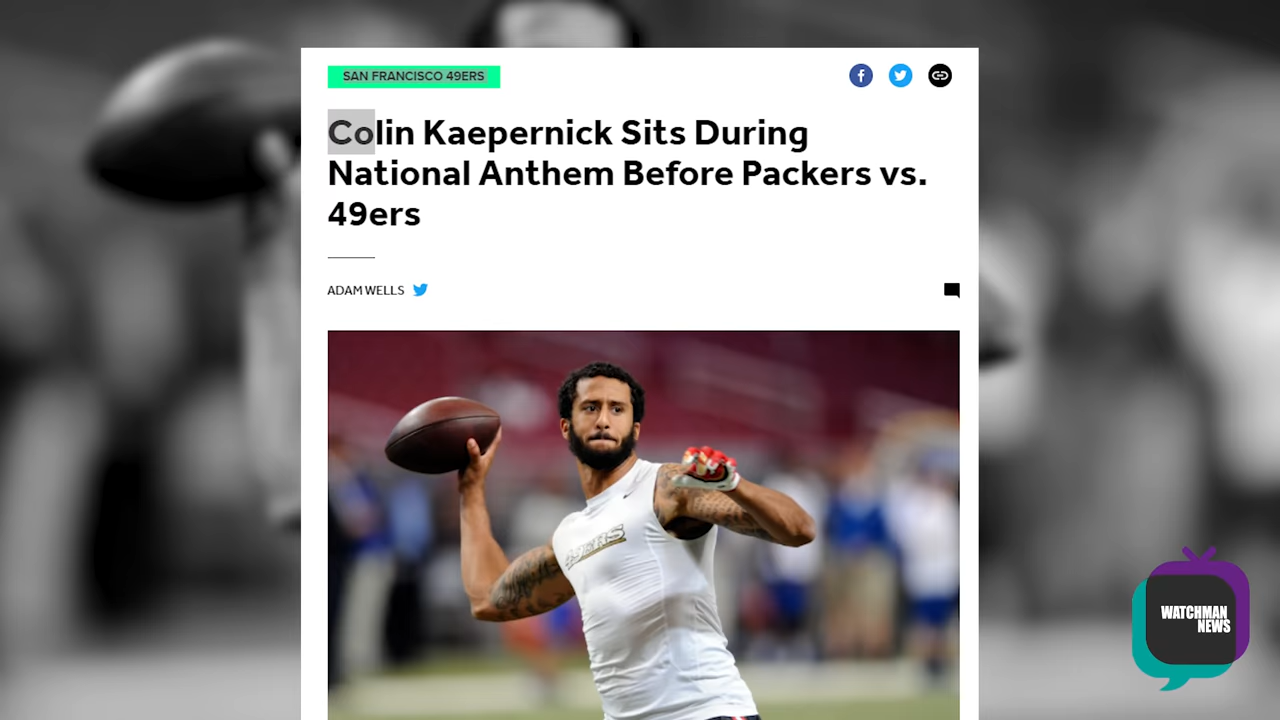 SAN FRANCISCO 49ERS
Colin Kaepernick Sits During
National Anthem Before Packers vs.
49ers
ADAM WELLS
49ERS
WATCHMAN
NEWS